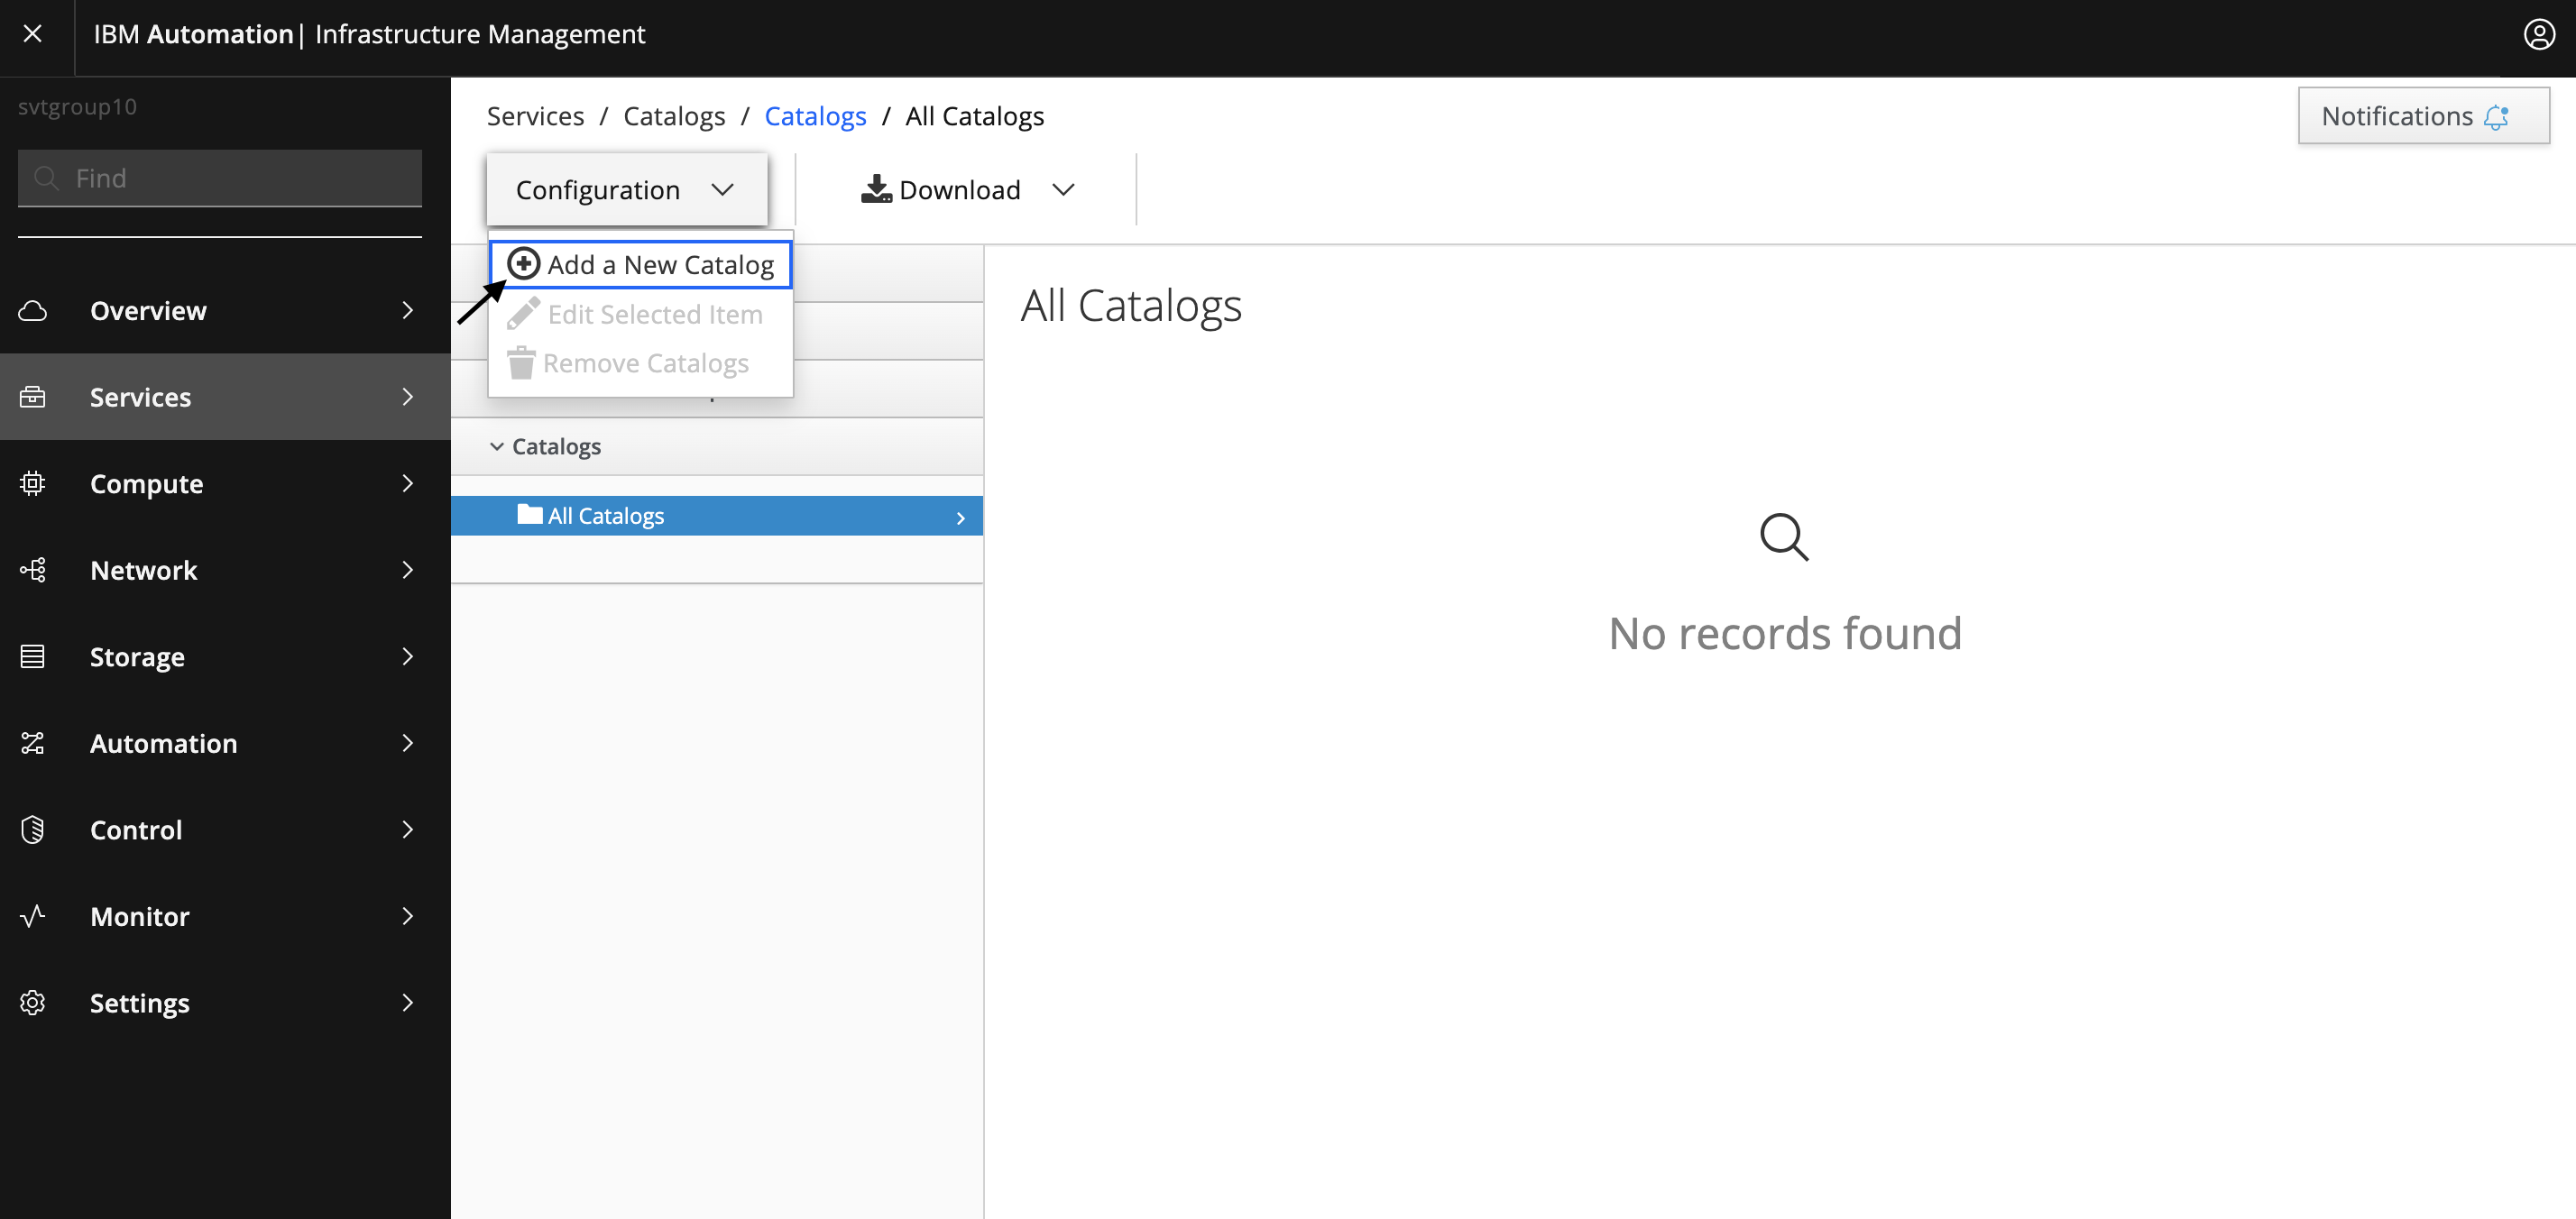 IBM Automation | Infrastructure Management
svtgroup10
Find
Overview
Services
Compute
Network
Storage
Automation
Control
Monitor
Settings
Services / Catalogs / Catalogs / All Catalogs
Notifications
Configuration
Download
Add a New Catalog
Edit Selected Item
Remove Catalogs
Catalogs
All Catalogs
All Catalogs
No records found